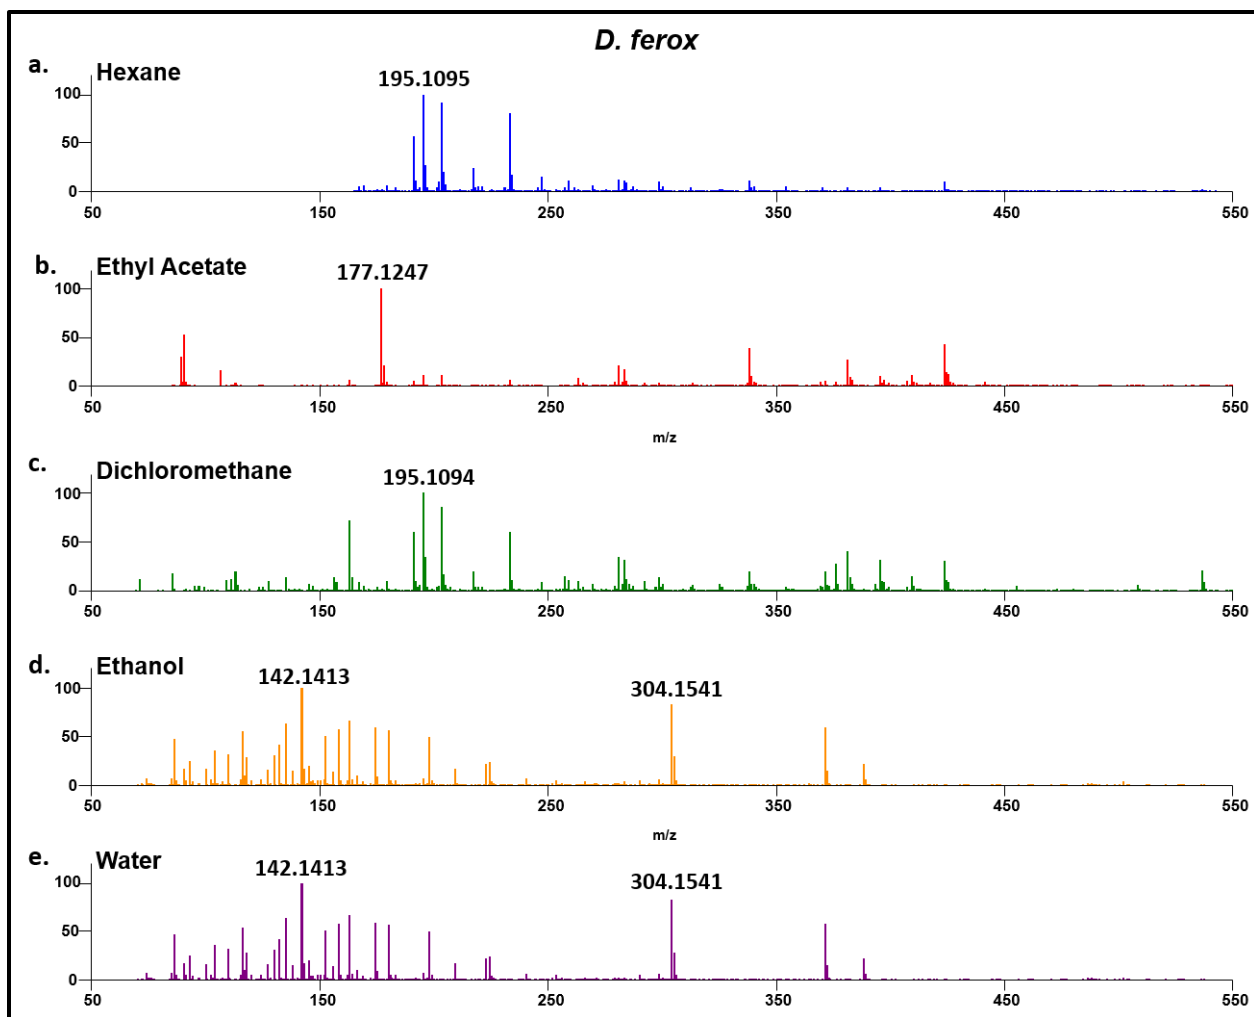 D. ferox
a. Hexane
195.1095
100
50
0
50 150 250 350 450 550
b. Ethyl Acetate
177.1247
100
50
0
50 150 250 350 450 550
m/z
c. Dichloromethane
195.1094
100
50
0
50 150 250 350 450 550
d. Ethanol
142.1413
304.1541
100
50
0
50 150 250 350 450 550
m/z
e. Water
142.1413
304.1541
100
50
0
50 150 250 350 450 550